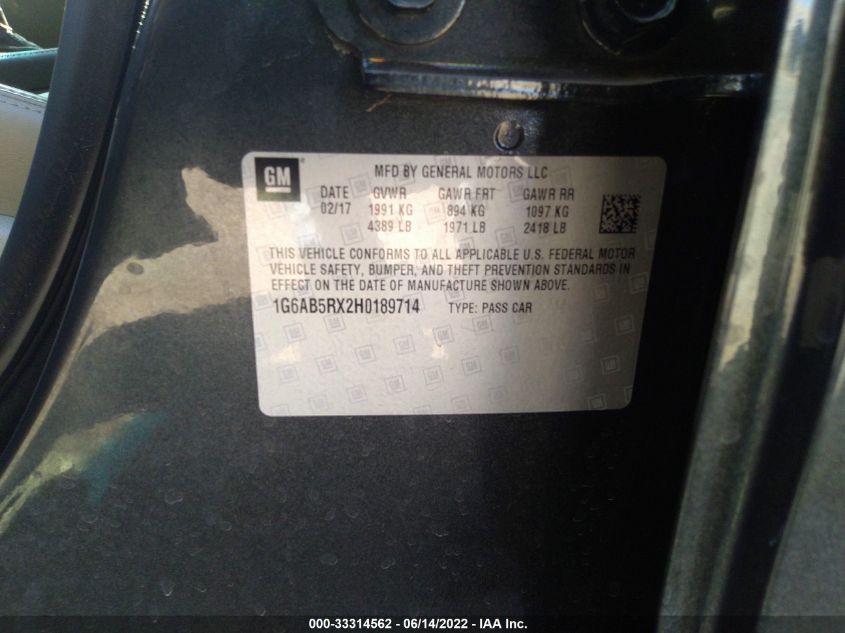 GM
MFD BY GENERAL MOTORS LLC
DATE GVWR GAWR FRT GAWR RR
02/17 1991 KG 894 KG 1097 KG
4389 LB 1971 LB 2418 LB
THIS VEHICLE CONFORMS TO ALL APPLICABLE U.S. FEDERAL MOTOR
VEHICLE SAFETY, BUMPER, AND THEFT PREVENTION STANDARDS IN
EFFECT ON THE DATE OF MANUFACTURE SHOWN ABOVE.
1G6AB5RX2H0189714 TYPE: PASS CAR
000-33314562 - 06/14/2022 - IAA Inc.